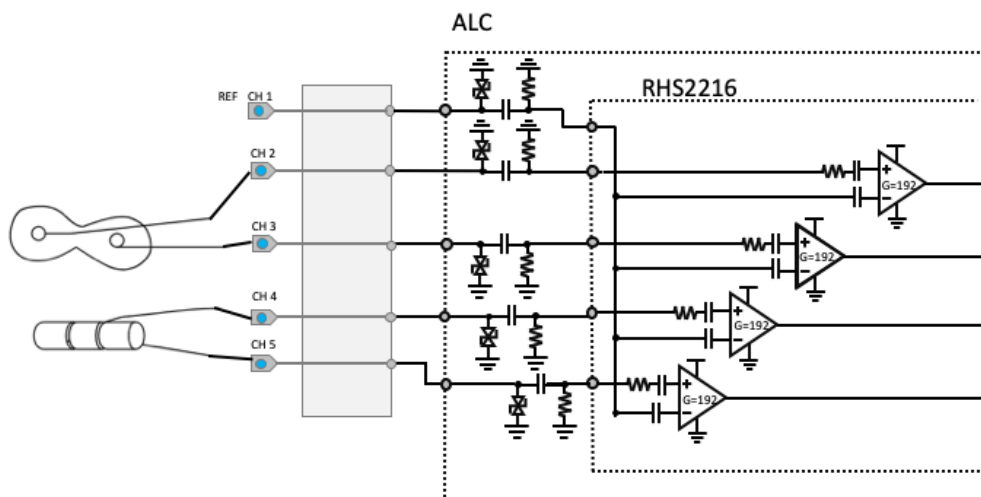 ALC
RHS2216
REF CH 1
CH 2
CH 3
CH 4
CH 5
+
G=192
−
+
G=192
−
+
G=192
−
+
G=192
−